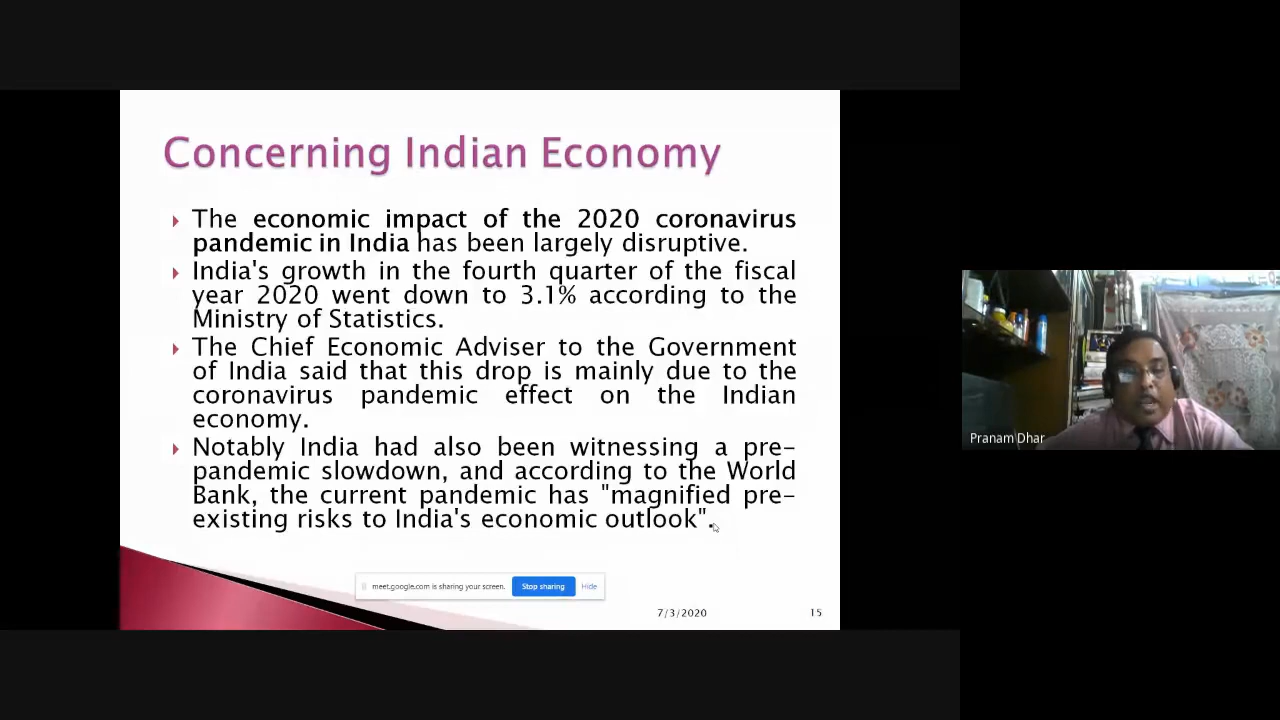 Concerning Indian Economy
The economic impact of the 2020 coronavirus
pandemic in India has been largely disruptive.
India's growth in the fourth quarter of the fiscal
year 2020 went down to 3.1% according to the
Ministry of Statistics.
The Chief Economic Adviser to the Government
of India said that this drop is mainly due to the
coronavirus pandemic effect on the Indian
economy.
Notably India had also been witnessing a pre-
pandemic slowdown, and according to the World
Bank, the current pandemic has "magnified pre-
existing risks to India's economic outlook".
meet.google.com is sharing your screen. Stop sharing Hide
7/3/2020 15
Pranam Dhar